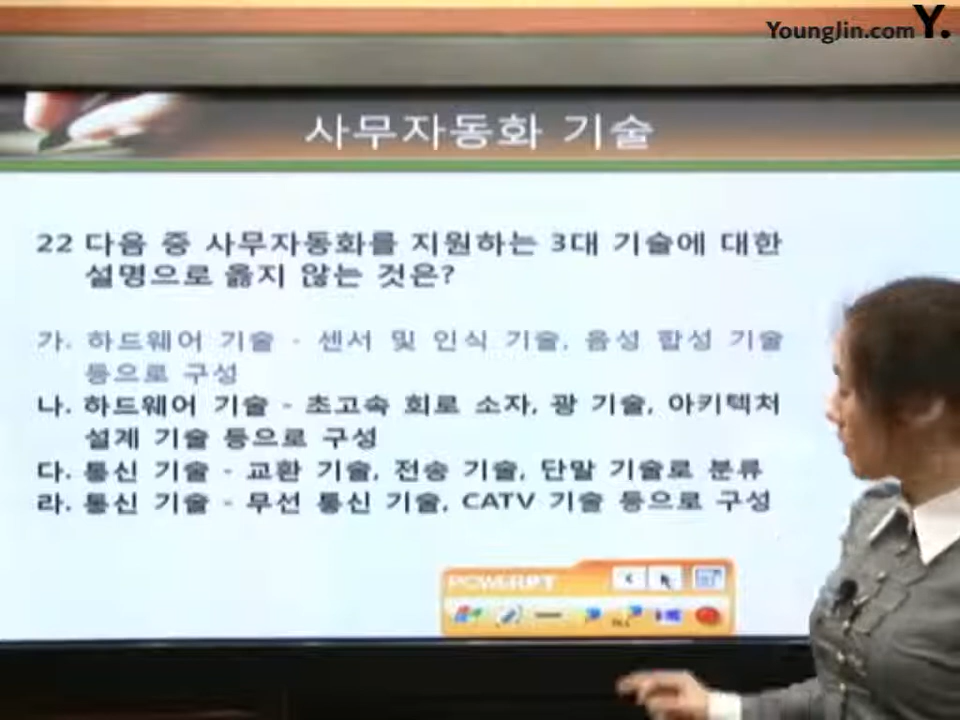 YoungJin.com Y.
사무자동화 기술
22 다음 중 사무자동화를 지원하는 3대 기술에 대한
설명으로 옳지 않는 것은?
가. 하드웨어 기술 - 센서 및 인식 기술, 음성 합성 기술
등으로 구성
나. 하드웨어 기술 - 초고속 회로 소자, 광 기술, 아키텍처
설계 기술 등으로 구성
다. 통신 기술 - 교환 기술, 전송 기술, 단말 기술로 분류
라. 통신 기술 - 무선 통신 기술, CATV 기술 등으로 구성
POWERPT